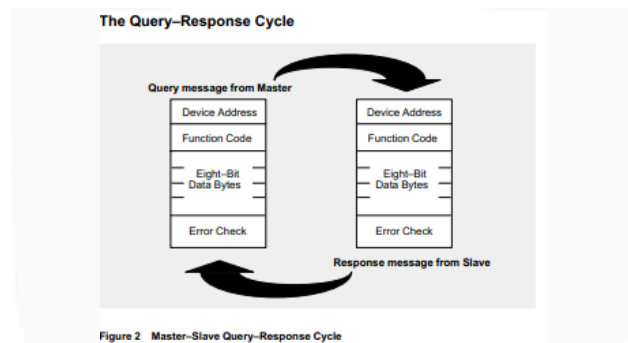 The Query–Response Cycle
Query message from Master
Device Address
Function Code
Eight–Bit
Data Bytes
Error Check
Device Address
Function Code
Eight–Bit
Data Bytes
Error Check
Response message from Slave
Figure 2 Master–Slave Query–Response Cycle